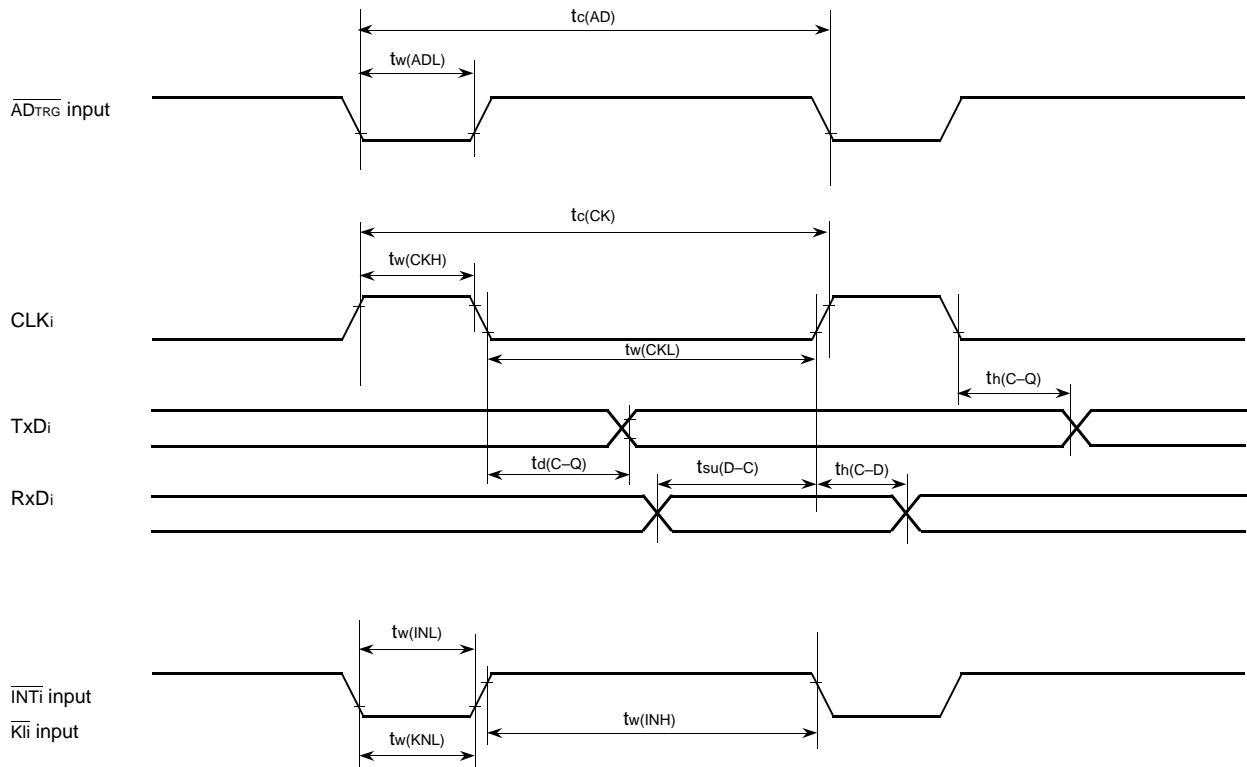 tc(AD)
tw(ADL)
ADTRG input
tc(CK)
tw(CKH)
CLKi
tw(CKL)
th(C–Q)
TxDi
td(C–Q)
tsu(D–C)
th(C–D)
RxDi
tw(INL)
INTi input
tw(INH)
KIi input
tw(KNL)